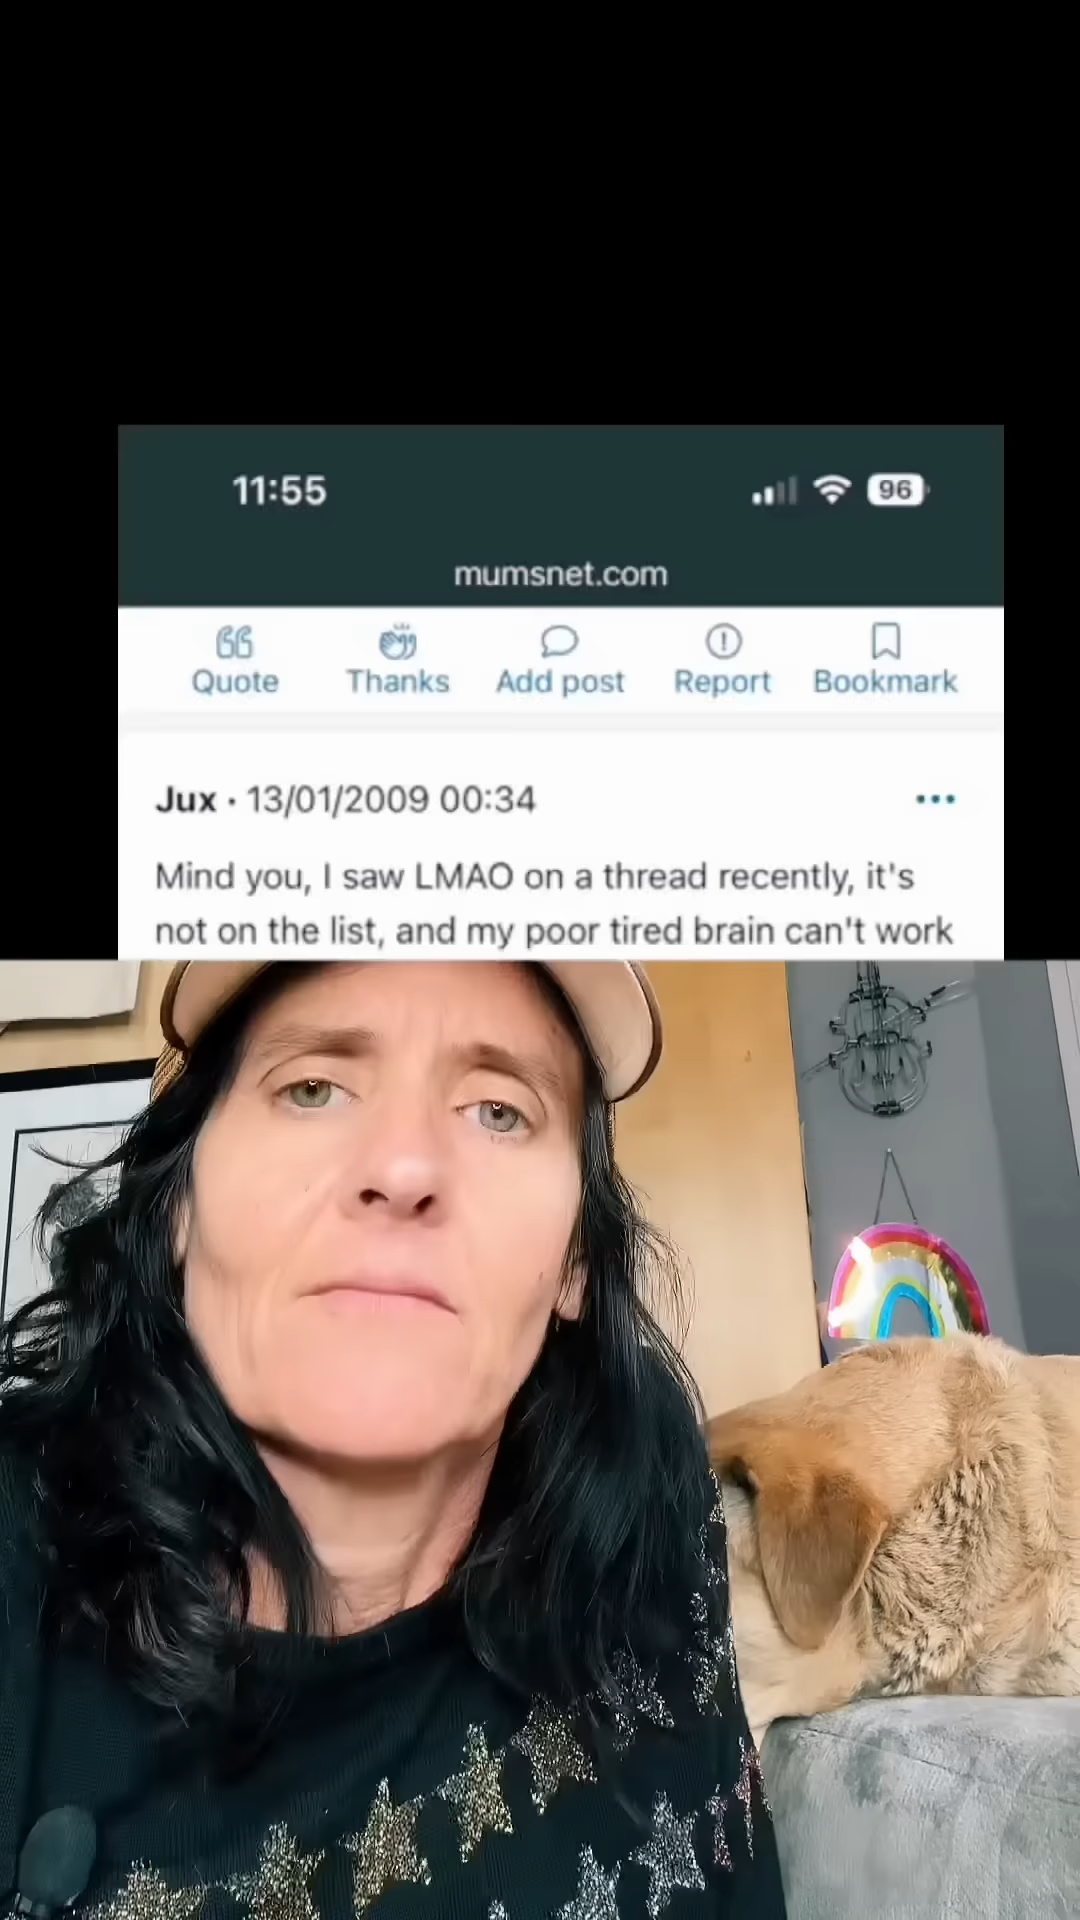 11:55 96
mumsnet.com
Quote Thanks Add post Report Bookmark
Jux · 13/01/2009 00:34
Mind you, I saw LMAO on a thread recently, it's
not on the list, and my poor tired brain can't work